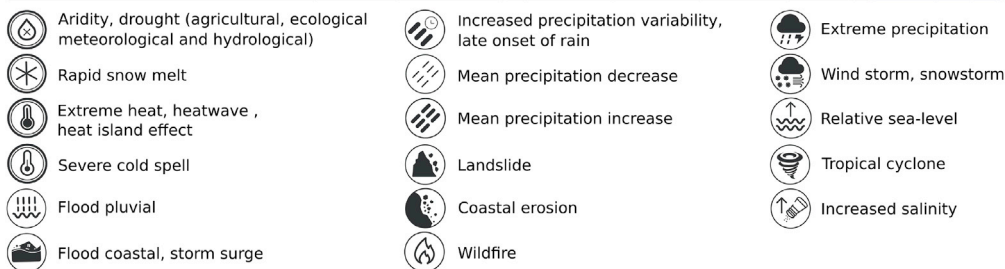 Aridity, drought (agricultural, ecological
meteorological and hydrological)
Rapid snow melt
Extreme heat, heatwave ,
heat island effect
Severe cold spell
Flood pluvial
Flood coastal, storm surge
Increased precipitation variability,
late onset of rain
Mean precipitation decrease
Mean precipitation increase
Landslide
Coastal erosion
Wildfire
Extreme precipitation
Wind storm, snowstorm
Relative sea-level
Tropical cyclone
Increased salinity